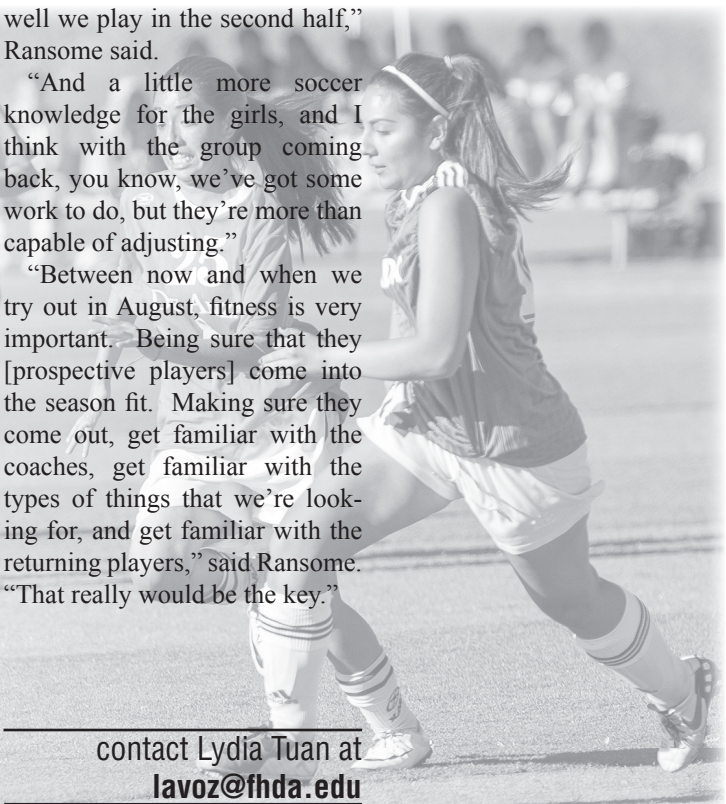 well we play in the second half,”
Ransome said.
“And a little more soccer
knowledge for the girls, and I
think with the group coming
back, you know, we’ve got some
work to do, but they’re more than
capable of adjusting.”
“Between now and when we
try out in August, fitness is very
important. Being sure that they
[prospective players] come into
the season fit. Making sure they
come out, get familiar with the
coaches, get familiar with the
types of things that we’re look-
ing for, and get familiar with the
returning players,” said Ransome.
“That really would be the key.”
contact Lydia Tuan at
lavoz@fhda.edu